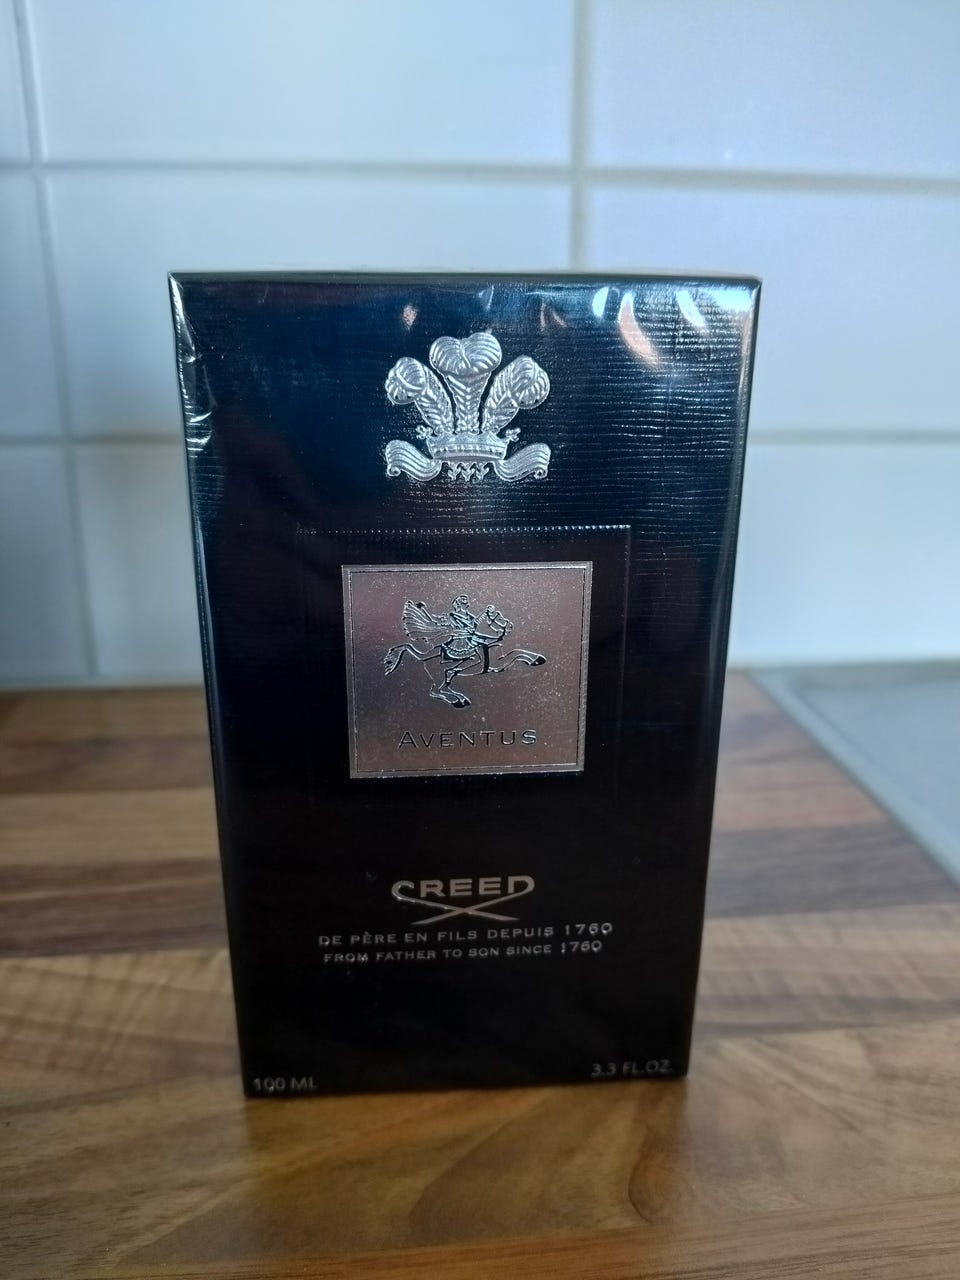 AVENTUS
CREED
DE PÈRE EN FILS DEPUIS 1760
FROM FATHER TO SON SINCE 1760
100 ML
3.3 FL.OZ.